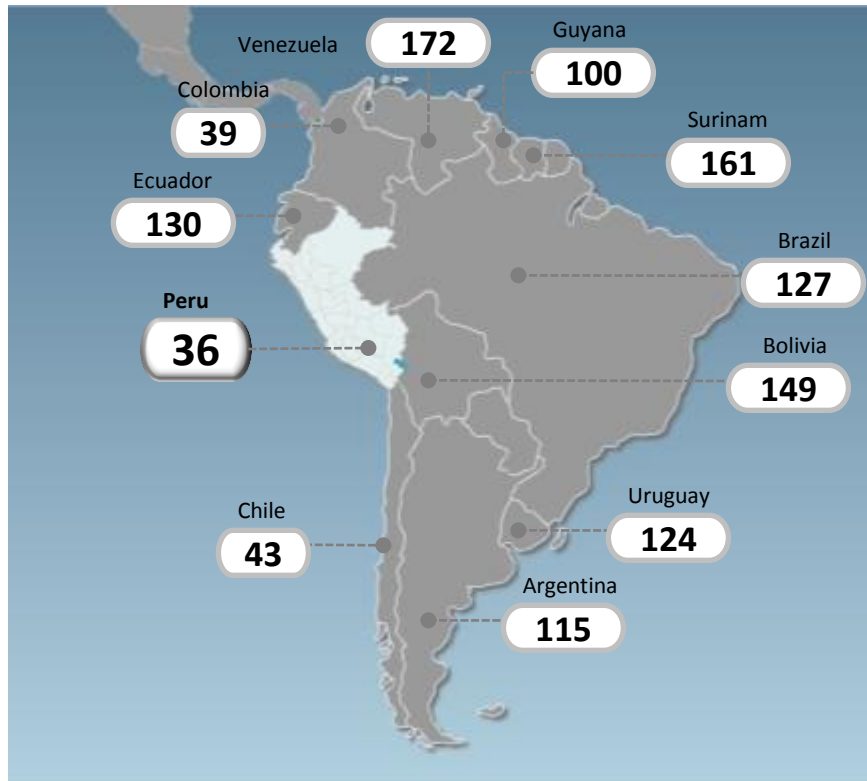 Venezuela
172
Guyana
100
Colombia
39
Surinam
161
Ecuador
130
Brazil
127
Peru
36
Bolivia
149
Chile
43
Uruguay
124
Argentina
115